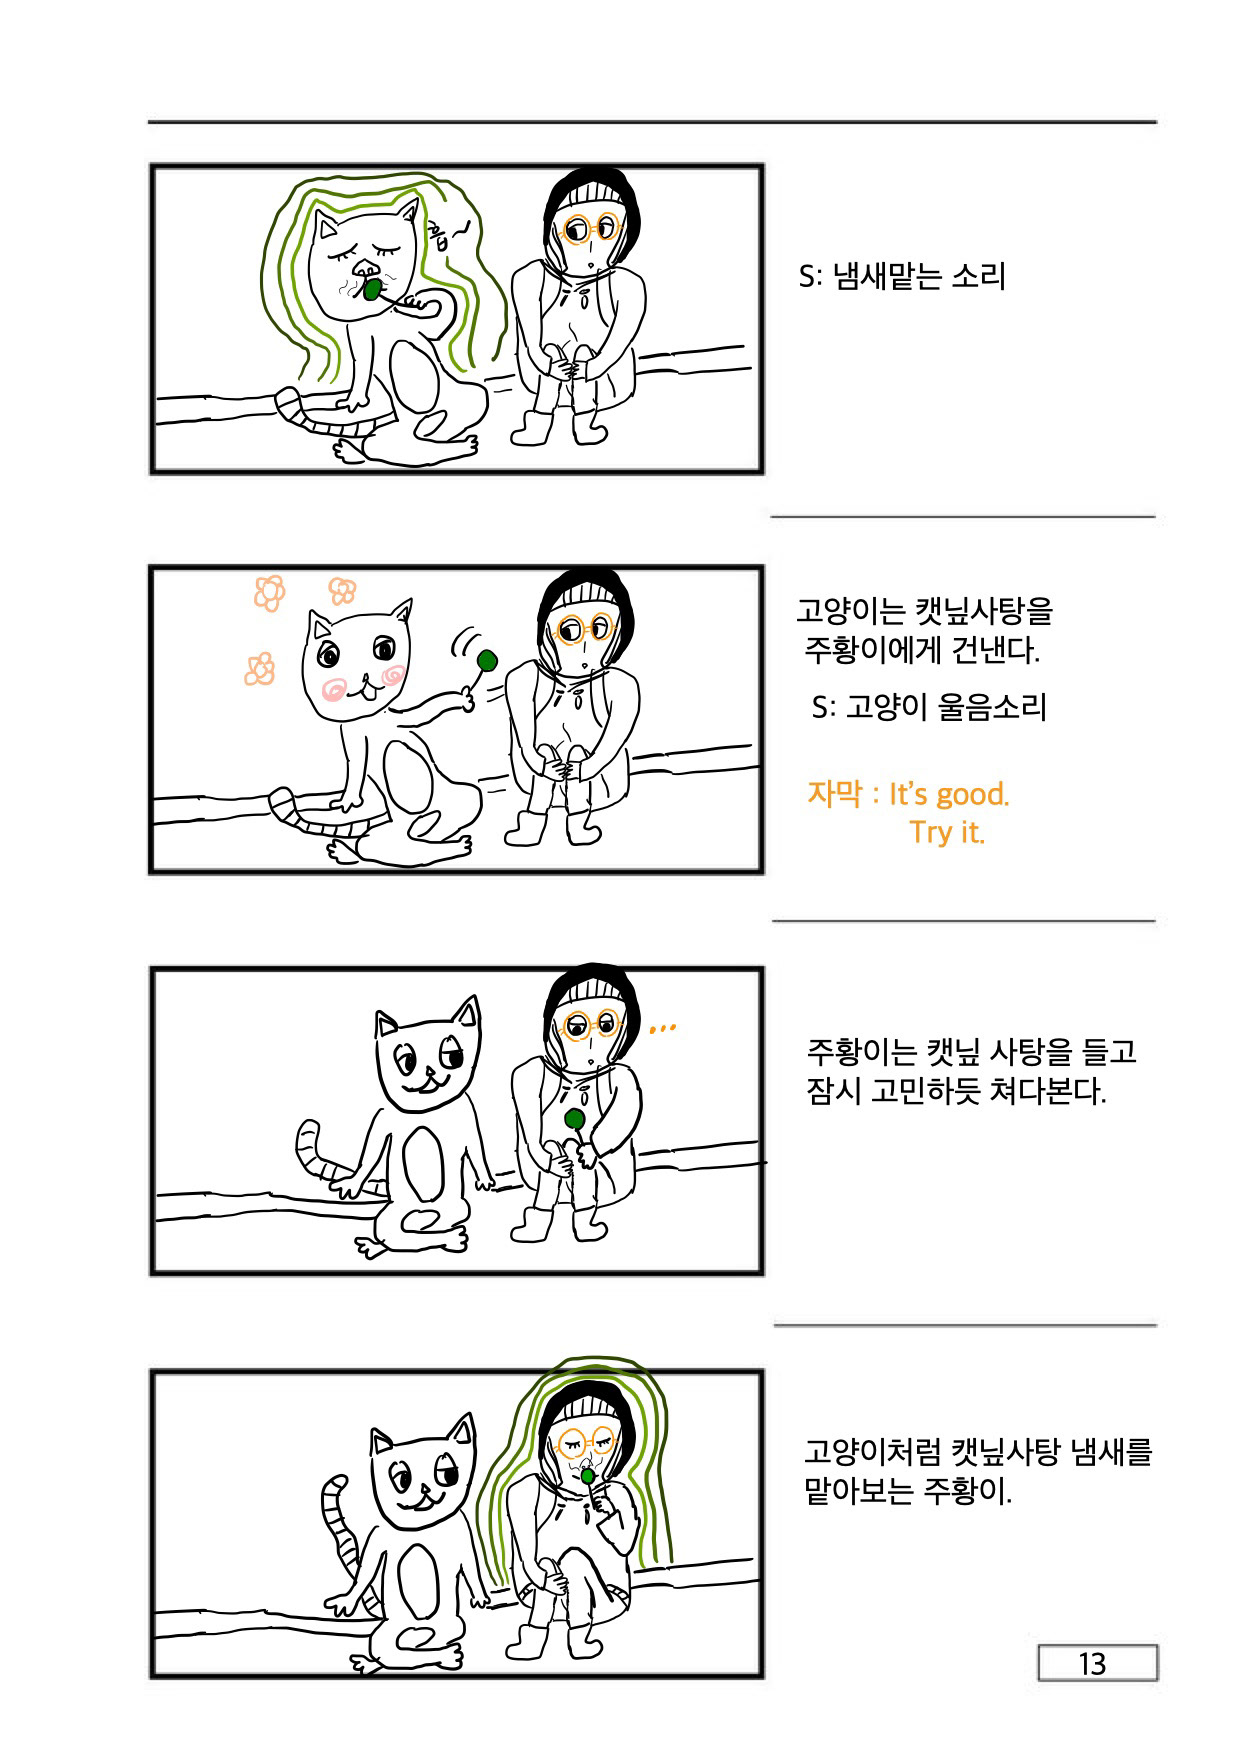 흡~
S: 냄새맡는 소리
고양이는 캣닢사탕을
주황이에게 건낸다.
S: 고양이 울음소리
자막 : It's good.
Try it.
...
주황이는 캣닢 사탕을 들고
잠시 고민하듯 쳐다본다.
고양이처럼 캣닢사탕 냄새를
맡아보는 주황이.
13